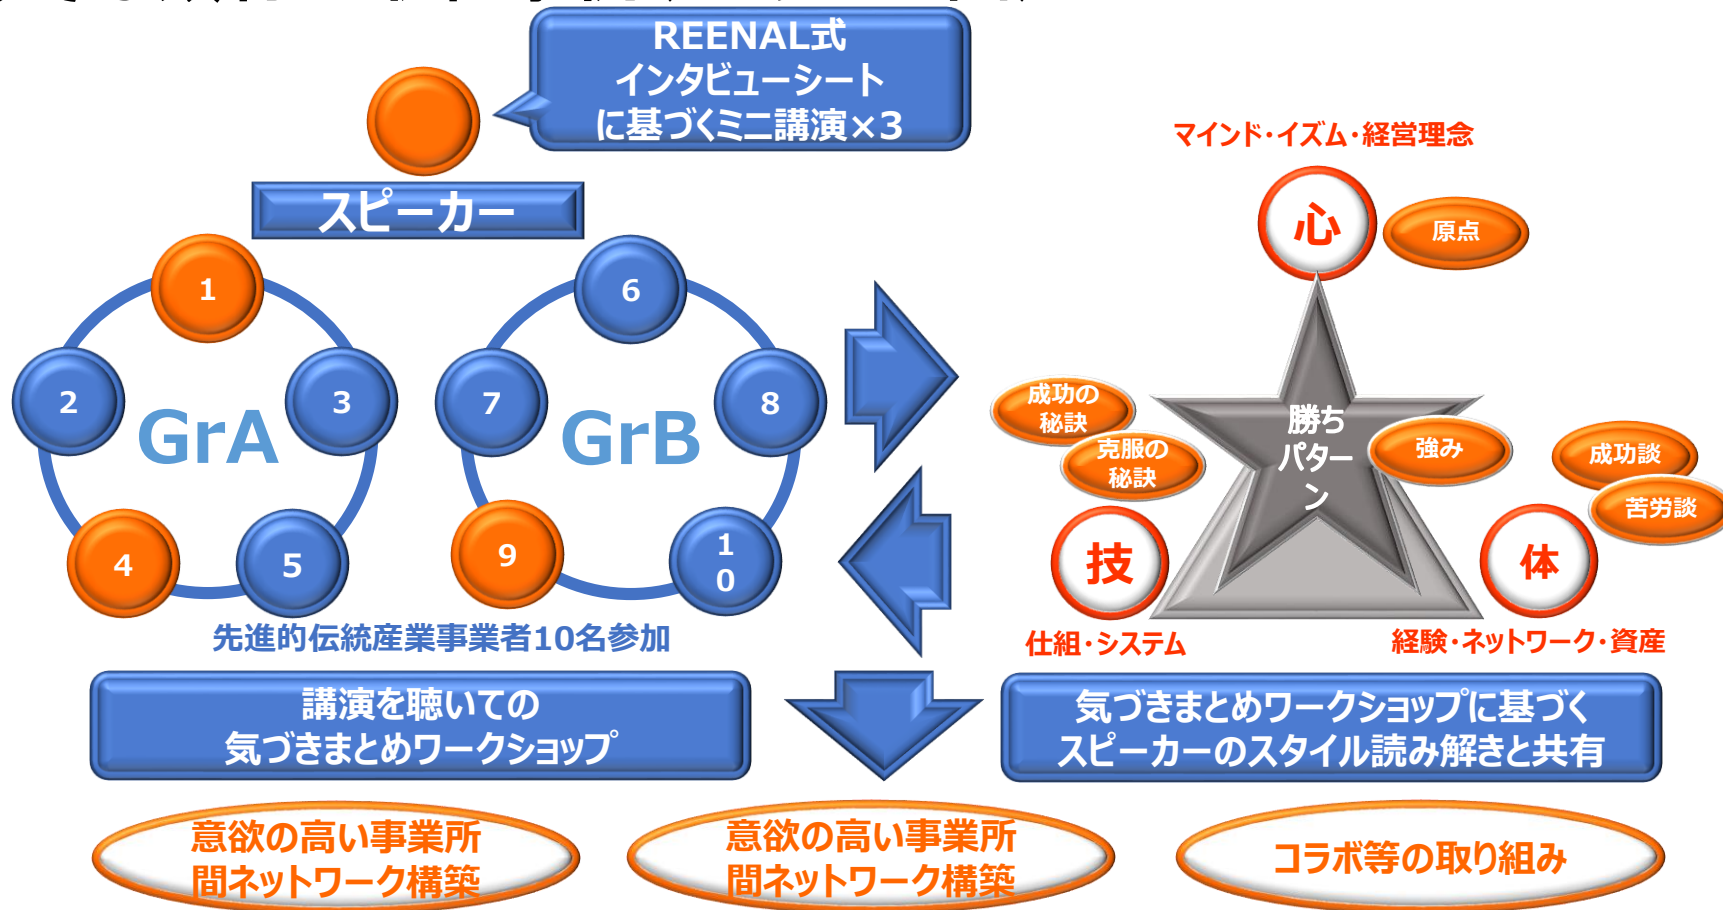 REENAL式
インタビューシート
に基づくミニ講演×3
スピーカー
1
2
3
4
5
GrA
6
7
8
9
1
0
GrB
先進的伝統産業事業者10名参加
講演を聴いての
気づきまとめワークショップ
マインド・イズム・経営理念
心
原点
成功の
秘訣
克服の
秘訣
勝ち
パター
ン
強み
成功談
苦労談
技
体
仕組・システム
経験・ネットワーク・資産
気づきまとめワークショップに基づく
スピーカーのスタイル読み解きと共有
意欲の高い事業所
間ネットワーク構築
意欲の高い事業所
間ネットワーク構築
コラボ等の取り組み